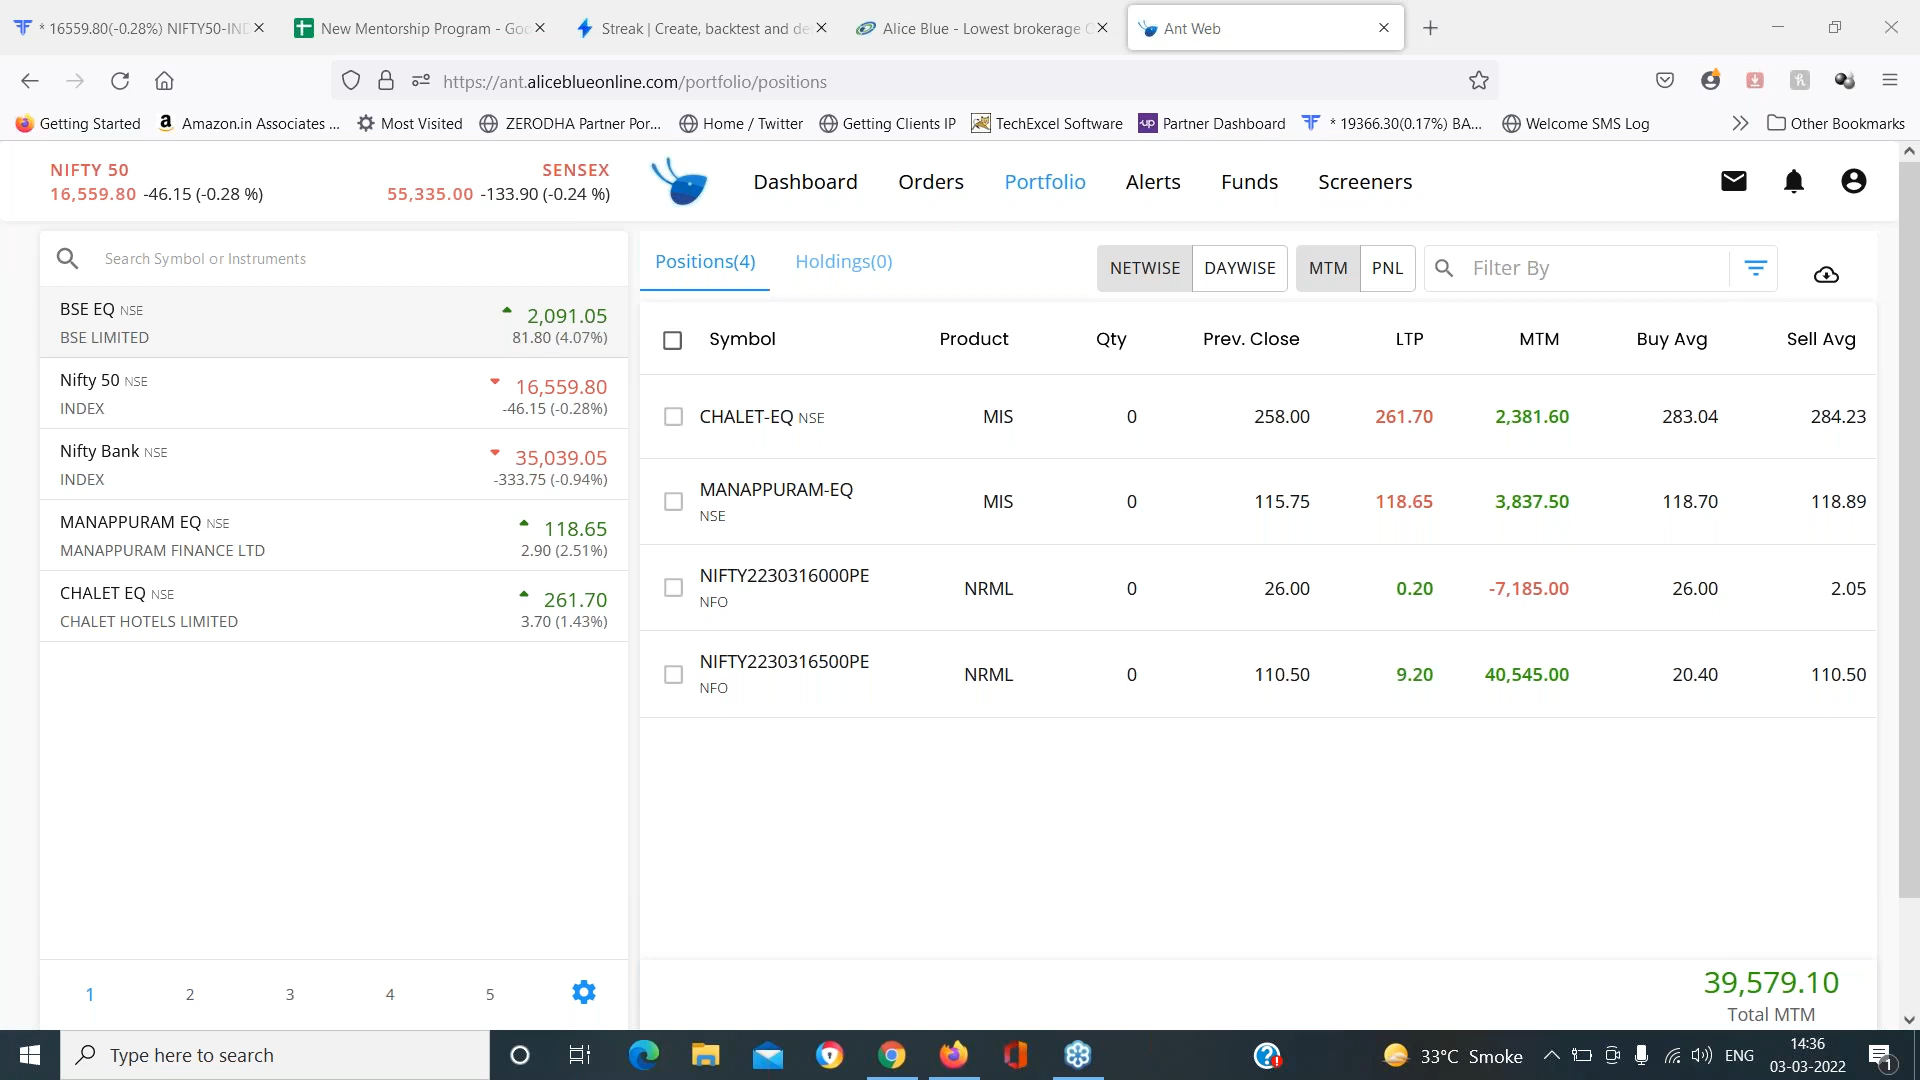 * 16559.80(-0.28%) NIFTY50-IND
New Mentorship Program - Goo
Streak | Create, backtest and de
Alice Blue - Lowest brokerage
Ant Web
https://ant.aliceblueonline.com/portfolio/positions
Getting Started
Amazon.in Associates ...
Most Visited
ZERODHA Partner Por...
Home / Twitter
Getting Clients IP
TechExcel Software
up Partner Dashboard
* 19366.30(0.17%) BA...
Welcome SMS Log
Other Bookmarks
NIFTY 50
16,559.80 -46.15 (-0.28 %)
SENSEX
55,335.00 -133.90 (-0.24 %)
Dashboard
Orders
Portfolio
Alerts
Funds
Screeners
Search Symbol or Instruments
BSE EQ NSE 2,091.05
BSE LIMITED 81.80 (4.07%)
Nifty 50 NSE 16,559.80
INDEX -46.15 (-0.28%)
Nifty Bank NSE 35,039.05
INDEX -333.75 (-0.94%)
MANAPPURAM EQ NSE 118.65
MANAPPURAM FINANCE LTD 2.90 (2.51%)
CHALET EQ NSE 261.70
CHALET HOTELS LIMITED 3.70 (1.43%)
1 2 3 4 5
Positions(4) Holdings(0) NETWISE DAYWISE MTM PNL Filter By
Symbol Product Qty Prev. Close LTP MTM Buy Avg Sell Avg
CHALET-EQ NSE MIS 0 258.00 261.70 2,381.60 283.04 284.23
MANAPPURAM-EQ
NSE MIS 0 115.75 118.65 3,837.50 118.70 118.89
NIFTY2230316000PE
NFO NRML 0 26.00 0.20 -7,185.00 26.00 2.05
NIFTY2230316500PE
NFO NRML 0 110.50 9.20 40,545.00 20.40 110.50
39,579.10
Total MTM
Type here to search
33°C Smoke
ENG
14:36
03-03-2022
1